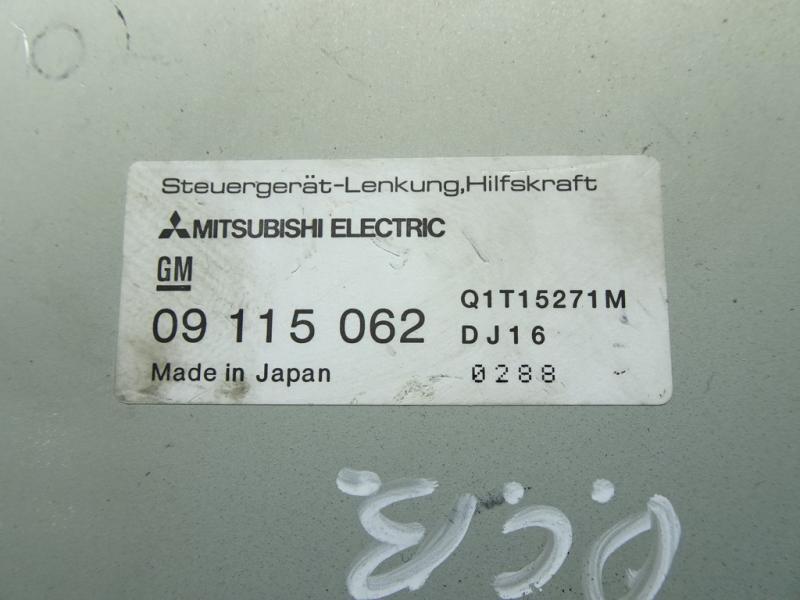 Steuergerät-Lenkung,Hilfskraft
MITSUBISHI ELECTRIC
GM
09 115 062
Q1T15271M
DJ16
Made in Japan
0288